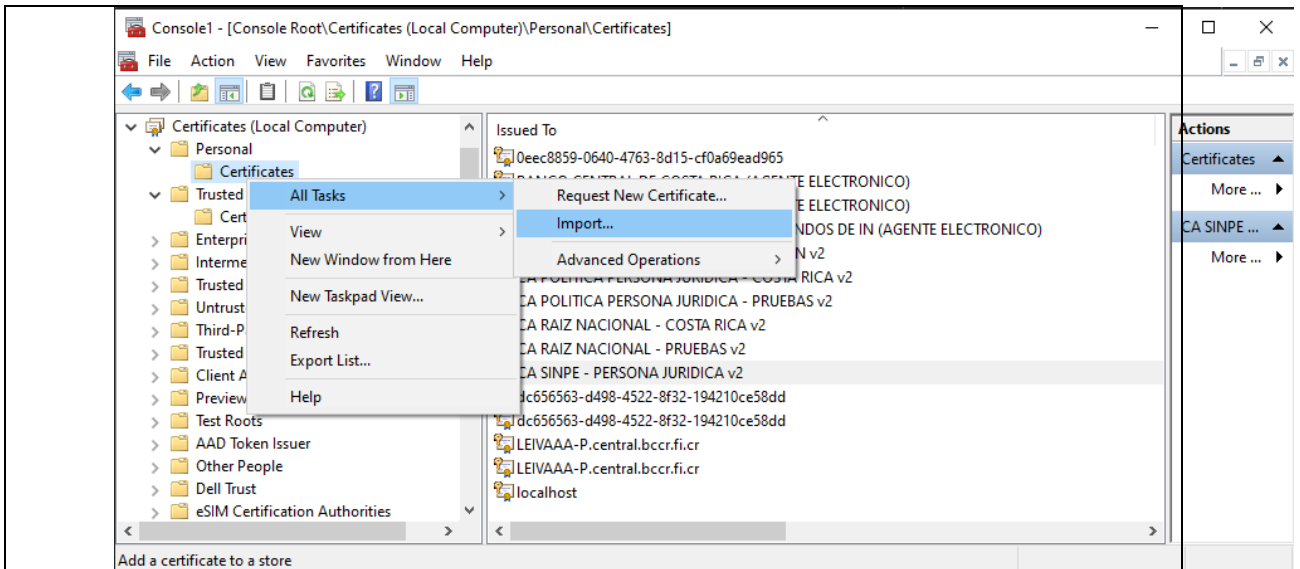 Console1 - [Console Root\Certificates (Local Computer)\Personal\Certificates]
File Action View Favorites Window Help
Certificates (Local Computer)
Personal
Certificates
Trusted
Cert
Enterpri
Interme
Trusted
Untrust
Third-P
Trusted
Client A
Preview
Test Roots
AAD Token Issuer
Other People
Dell Trust
eSIM Certification Authorities
All Tasks
View
New Window from Here
New Taskpad View...
Refresh
Export List...
Help
Request New Certificate...
Import...
Advanced Operations
Issued To
0eec8859-0640-4763-8d15-cf0a69ead965
BANCO CENTRAL DE COSTA RICA (AGENTE ELECTRONICO)
E ELECTRONICO)
NDOS DE IN (AGENTE ELECTRONICO)
N v2
CA POLITICA PERSONA JURIDICA - COSTA RICA v2
CA POLITICA PERSONA JURIDICA - PRUEBAS v2
CA RAIZ NACIONAL - COSTA RICA v2
CA RAIZ NACIONAL - PRUEBAS v2
CA SINPE - PERSONA JURIDICA v2
dc656563-d498-4522-8f32-194210ce58dd
dc656563-d498-4522-8f32-194210ce58dd
LEIVAAA-P.central.bccr.fi.cr
LEIVAAA-P.central.bccr.fi.cr
localhost
Actions
Certificates
More ...
CA SINPE ...
More ...
Add a certificate to a store